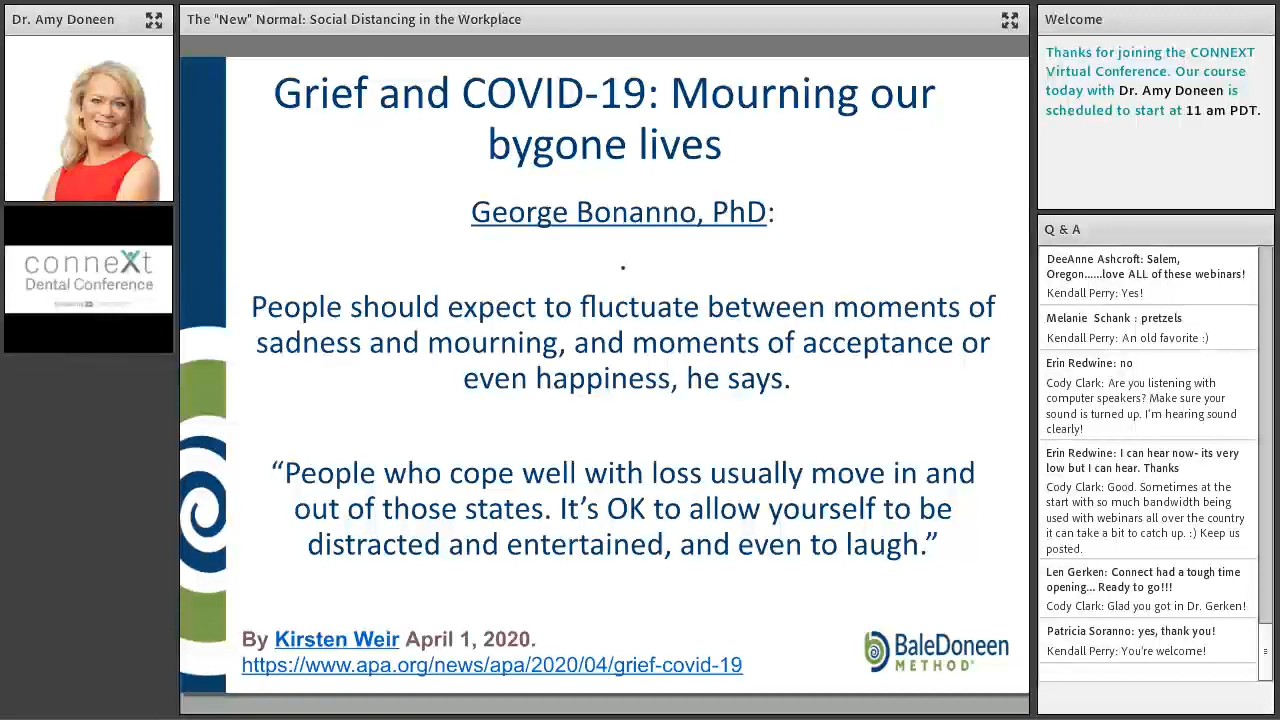 Dr. Amy Doneen
The "New" Normal: Social Distancing in the Workplace
Welcome
Thanks for joining the CONNEXT
Virtual Conference. Our course
today with Dr. Amy Doneen is
scheduled to start at 11 am PDT.
conneXt
Dental Conference
Grief and COVID-19: Mourning our
bygone lives
George Bonanno, PhD:
.
People should expect to fluctuate between moments of
sadness and mourning, and moments of acceptance or
even happiness, he says.
“People who cope well with loss usually move in and
out of those states. It’s OK to allow yourself to be
distracted and entertained, and even to laugh.”
By Kirsten Weir April 1, 2020.
https://www.apa.org/news/apa/2020/04/grief-covid-19
BaleDoneen
METHOD®
Q & A
DeeAnne Ashcroft: Salem,
Oregon......love ALL of these webinars!
Kendall Perry: Yes!
Melanie Schank : pretzels
Kendall Perry: An old favorite :)
Erin Redwine: no
Cody Clark: Are you listening with
computer speakers? Make sure your
sound is turned up. I'm hearing sound
clearly!
Erin Redwine: I can hear now- its very
low but I can hear. Thanks
Cody Clark: Good. Sometimes at the
start with so much bandwidth being
used with webinars all over the country
it can take a bit to catch up. :) Keep us
posted.
Len Gerken: Connect had a tough time
opening... Ready to go!!!
Cody Clark: Glad you got in Dr. Gerken!
Patricia Soranno: yes, thank you!
Kendall Perry: You're welcome!